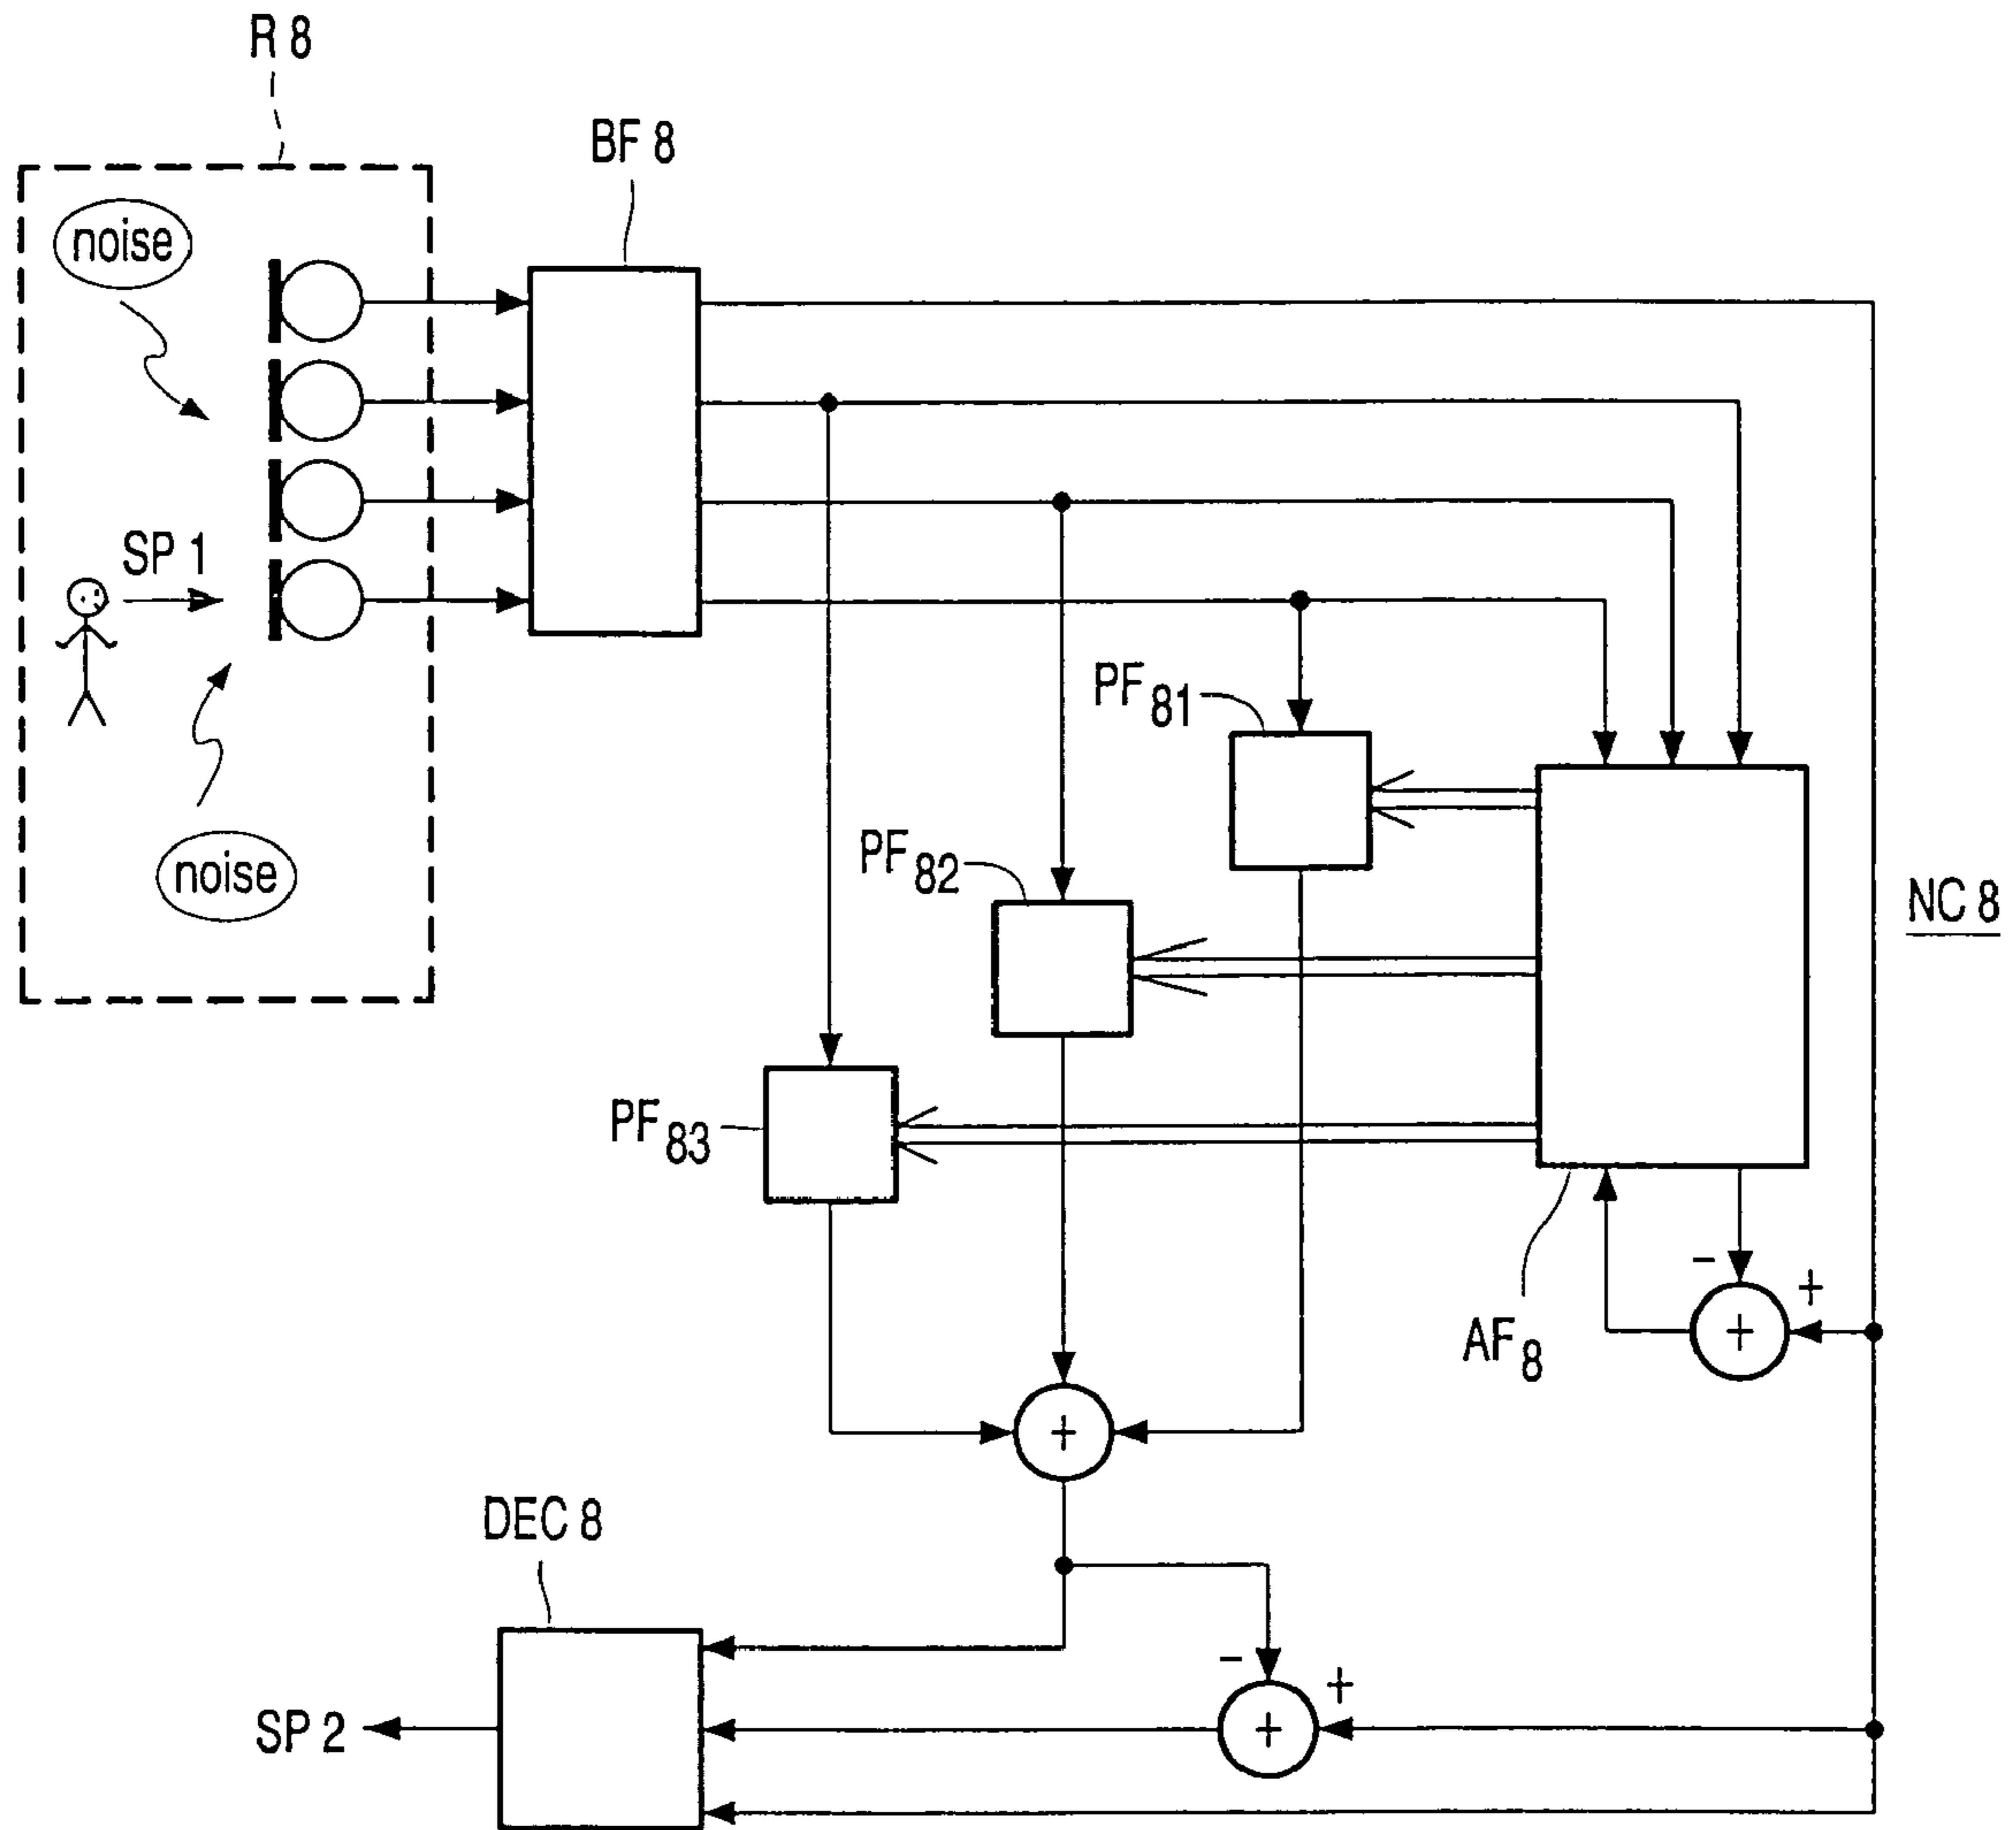 R 8
BF 8
noise
SP 1
PF 81
PF 82
noise
NC 8
PF 83
-
+
+
AF 8
+
DEC 8
-
+
SP 2
+